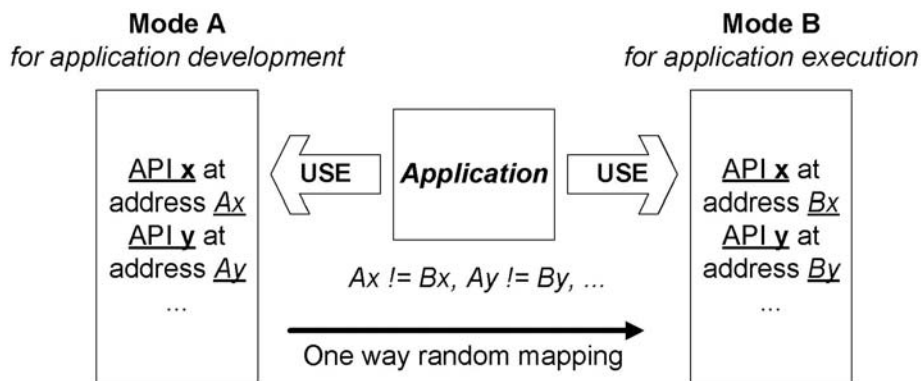 Mode A
for application development
API x at
address Ax
API y at
address Ay
...
USE
Application
USE
Ax != Bx, Ay != By, ...
One way random mapping
Mode B
for application execution
API x at
address Bx
API y at
address By
...